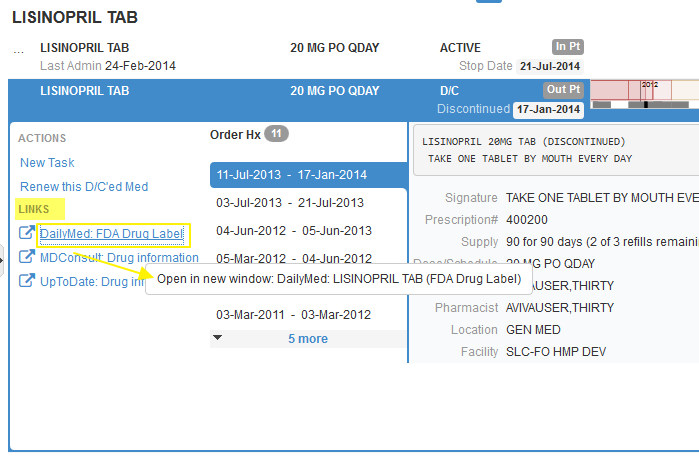 LISINOPRIL TAB
... LISINOPRIL TAB 20 MG PO QDAY ACTIVE In Pt
Last Admin 24-Feb-2014 Stop Date 21-Jul-2014
LISINOPRIL TAB 20 MG PO QDAY D/C Out Pt 2012
Discontinued 17-Jan-2014
ACTIONS
New Task
Renew this D/C'ed Med
LINKS
DailyMed: FDA Drug Label
MDConsult: Drug information
UpToDate: Drug inf
Open in new window: DailyMed: LISINOPRIL TAB (FDA Drug Label)
Order Hx 11
11-Jul-2013 - 17-Jan-2014
03-Jul-2013 - 21-Jul-2013
04-Jun-2012 - 05-Jun-2013
05-Mar-2012 - 04-Jun-2012
03-Mar-2011 - 03-Mar-2012
5 more
LISINOPRIL 20MG TAB (DISCONTINUED)
TAKE ONE TABLET BY MOUTH EVERY DAY
Signature TAKE ONE TABLET BY MOUTH EVE
Prescription# 400200
Supply 90 for 90 days (2 of 3 refills remainin
Dose/Schedule 20 MG PO QDAY
AVIVAUSER,THIRTY
Pharmacist AVIVAUSER,THIRTY
Location GEN MED
Facility SLC-FO HMP DEV